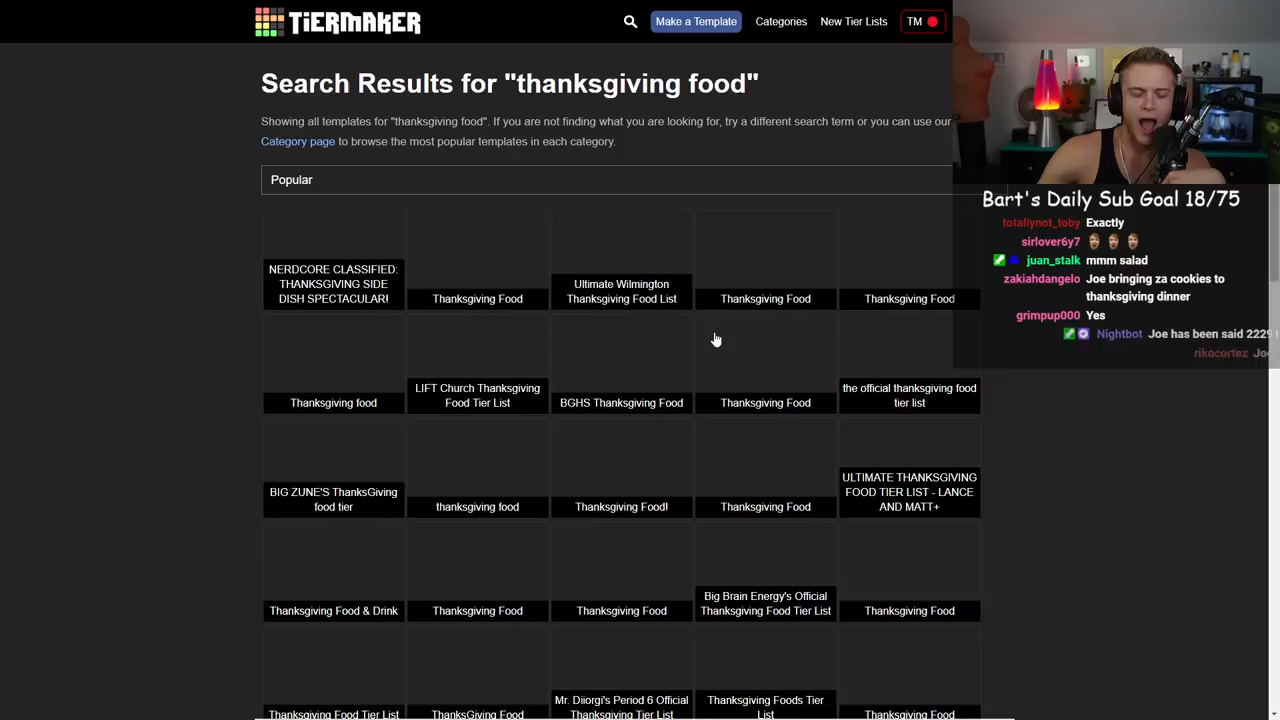 TiERMAKER
Make a Template
Categories
New Tier Lists
TM
Search Results for "thanksgiving food"
Showing all templates for "thanksgiving food". If you are not finding what you are looking for, try a different search term or you can use our
Category page to browse the most popular templates in each category.
Popular
NERDCORE CLASSIFIED:
THANKSGIVING SIDE
DISH SPECTACULAR!
Thanksgiving Food
Ultimate Wilmington
Thanksgiving Food List
Thanksgiving Food
Thanksgiving Food
Thanksgiving food
LIFT Church Thanksgiving
Food Tier List
BGHS Thanksgiving Food
Thanksgiving Food
the official thanksgiving food
tier list
BIG ZUNE'S ThanksGiving
food tier
thanksgiving food
Thanksgiving Food!
Thanksgiving Food
ULTIMATE THANKSGIVING
FOOD TIER LIST - LANCE
AND MATT+
Thanksgiving Food & Drink
Thanksgiving Food
Thanksgiving Food
Big Brain Energy's Official
Thanksgiving Food Tier List
Thanksgiving Food
Thanksgiving Food Tier List
ThanksGiving Food
Mr. Diiorgi's Period 6 Official
Thanksgiving Tier List
Thanksgiving Foods Tier
List
Thanksgiving Food
Bart's Daily Sub Goal 18/75
totallynot_toby Exactly
sirlover6y7
juan_stalk mmm salad
zakiahdangelo Joe bringing za cookies to
thanksgiving dinner
grimpup000 Yes
Nightbot Joe has been said 2229
rikocortez Joe